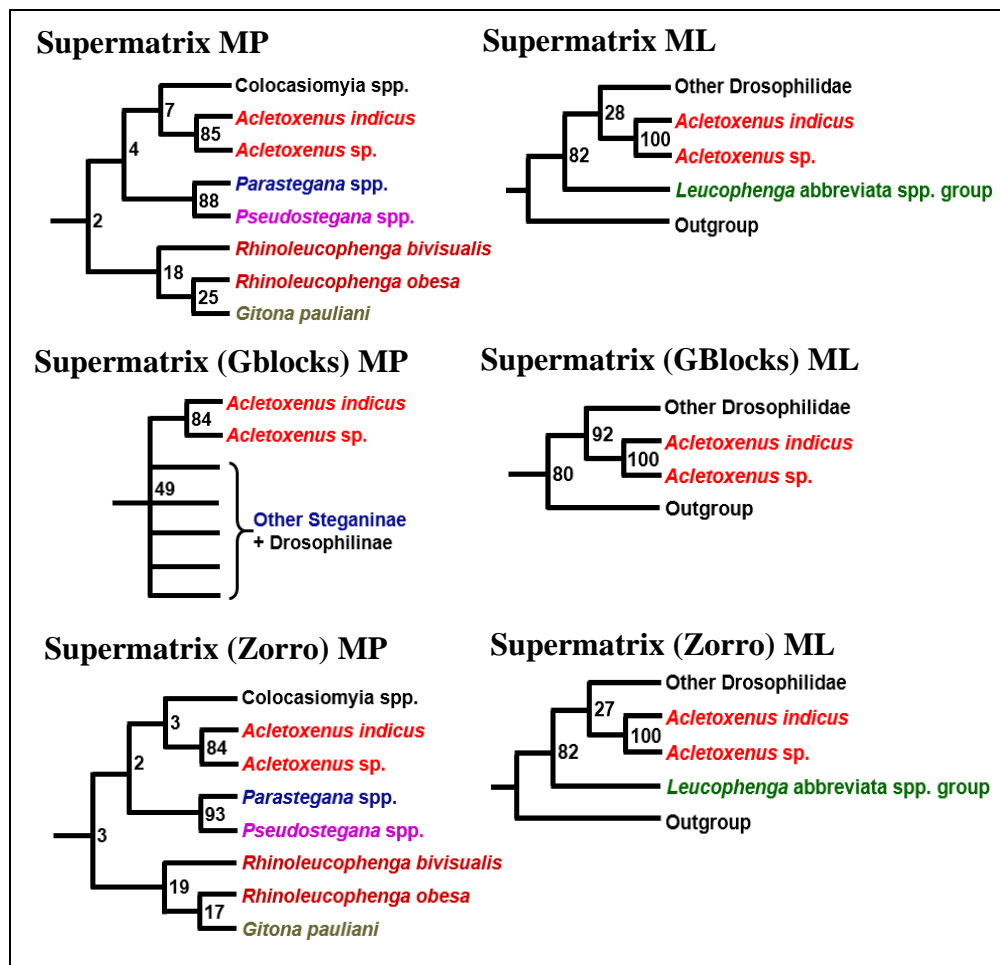 Supermatrix MP
Colocasiomyia spp.
7
Acletoxenus indicus
85
Acletoxenus sp.
4
Parastegana spp.
88
Pseudostegana spp.
2
Rhinoleucophenga bivisualis
18
Rhinoleucophenga obesa
25
Gitona pauliani
Supermatrix ML
Other Drosophilidae
28
Acletoxenus indicus
100
Acletoxenus sp.
82
Leucophenga abbreviata spp. group
Outgroup
Supermatrix (Gblocks) MP
Acletoxenus indicus
84
Acletoxenus sp.
49
Other Steganinae
+ Drosophilinae
Supermatrix (GBlocks) ML
Other Drosophilidae
92
Acletoxenus indicus
100
Acletoxenus sp.
80
Outgroup
Supermatrix (Zorro) MP
Colocasiomyia spp.
3
Acletoxenus indicus
84
Acletoxenus sp.
2
Parastegana spp.
93
Pseudostegana spp.
3
Rhinoleucophenga bivisualis
19
Rhinoleucophenga obesa
17
Gitona pauliani
Supermatrix (Zorro) ML
Other Drosophilidae
27
Acletoxenus indicus
100
Acletoxenus sp.
82
Leucophenga abbreviata spp. group
Outgroup